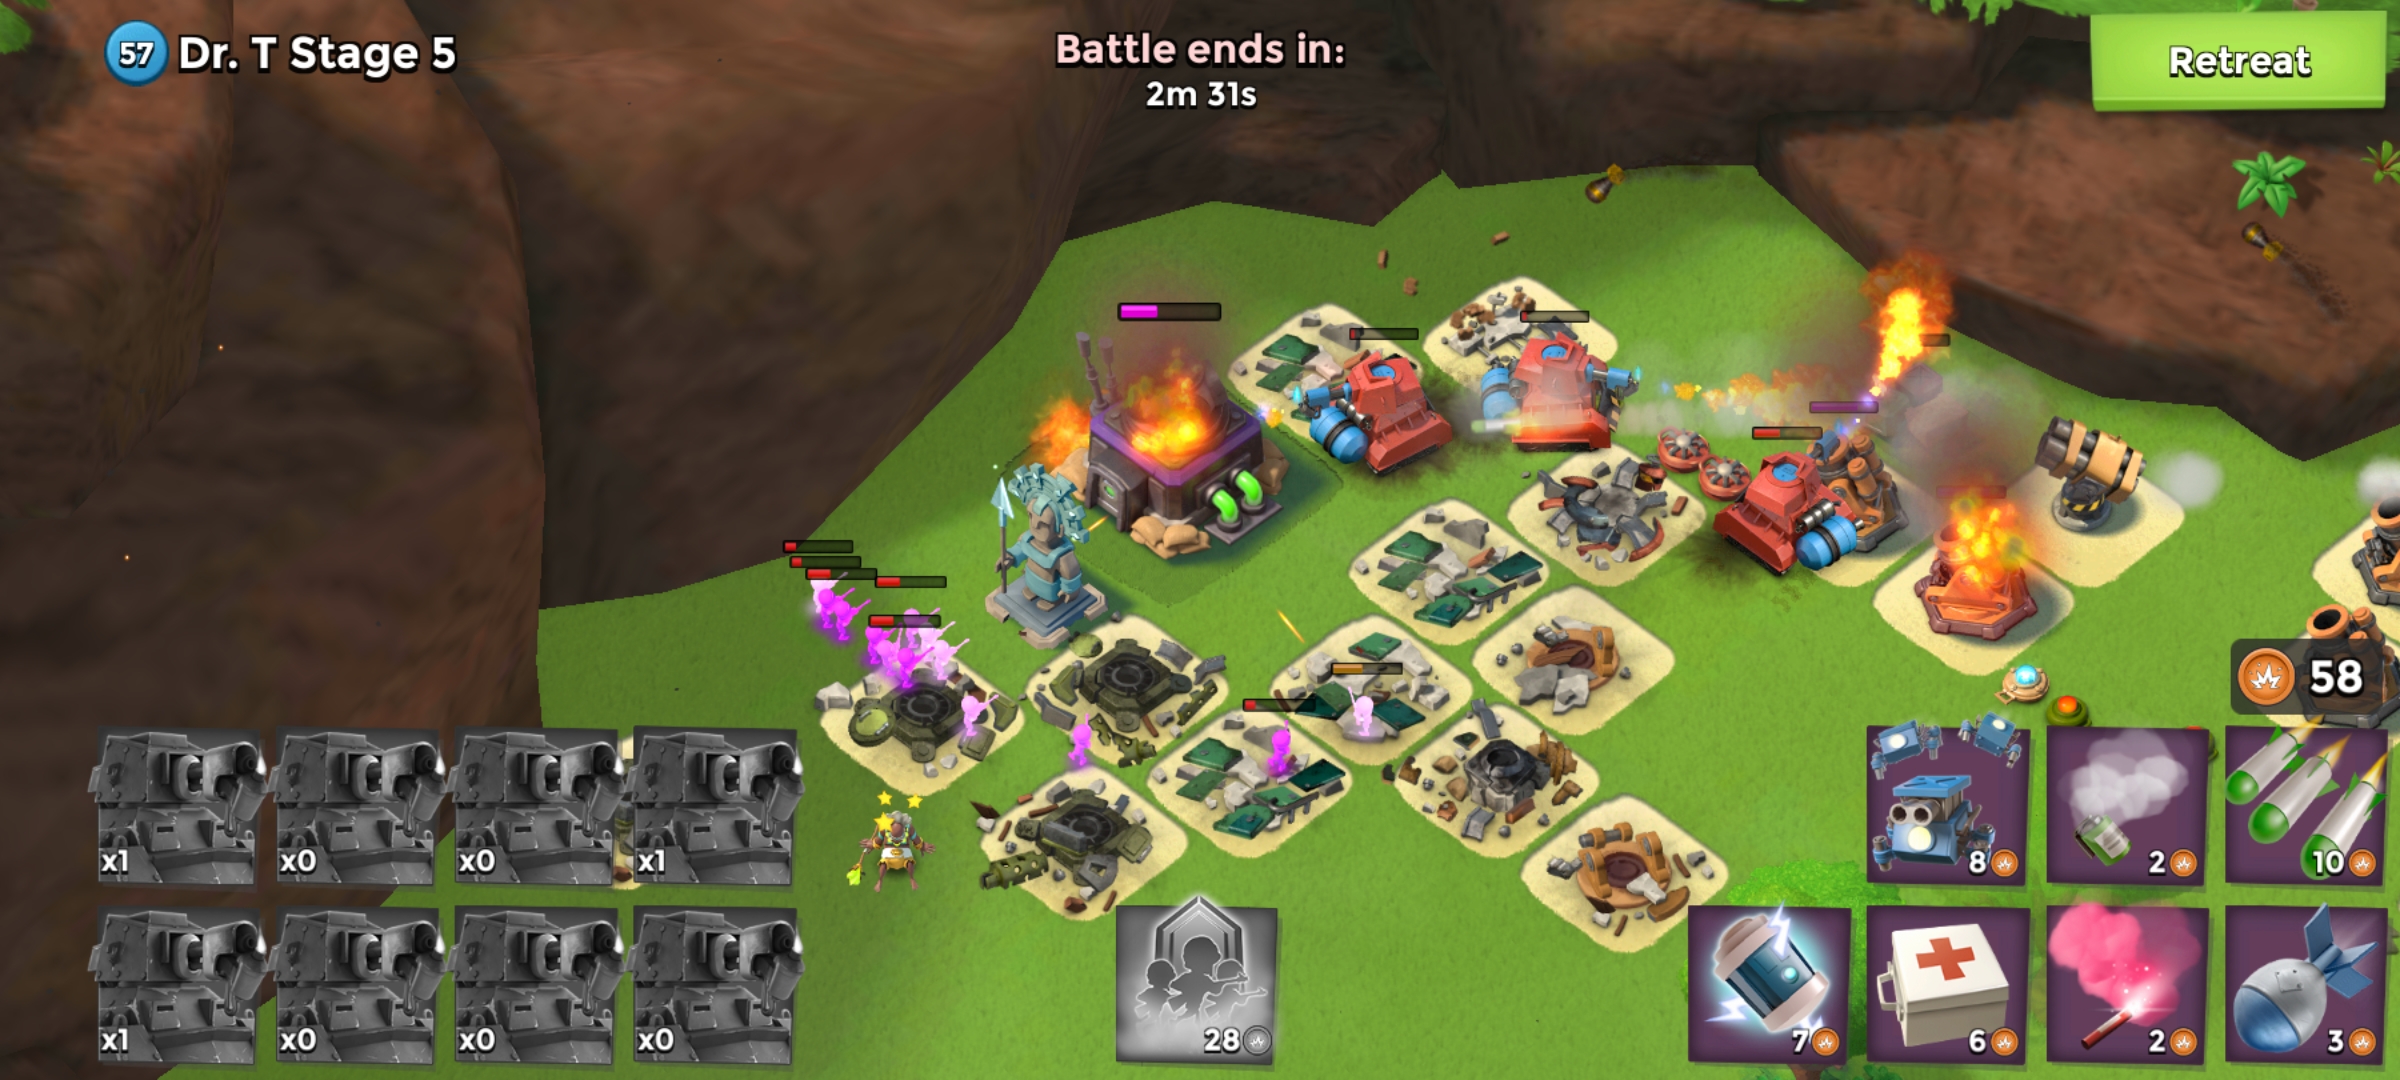 57 Dr. T Stage 5
Battle ends in:
2m 31s
Retreat
58
x1 x0 x0 x1
8 2 10
x1 x0 x0 x0
28
7 6 2 3